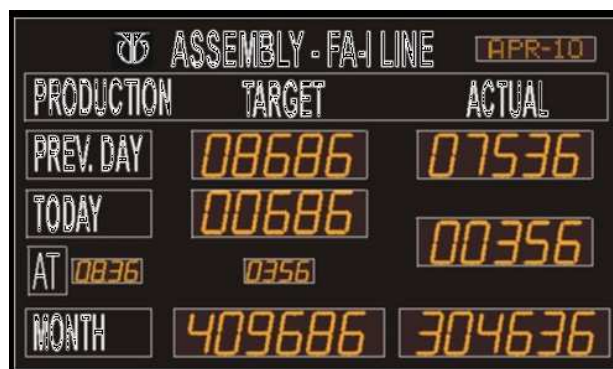 ASSEMBLY - FA-I LINE APR-10
PRODUCTION TARGET ACTUAL
PREV. DAY 08686 07536
TODAY 00686 00356
AT 08:36 0356
MONTH 409686 304636